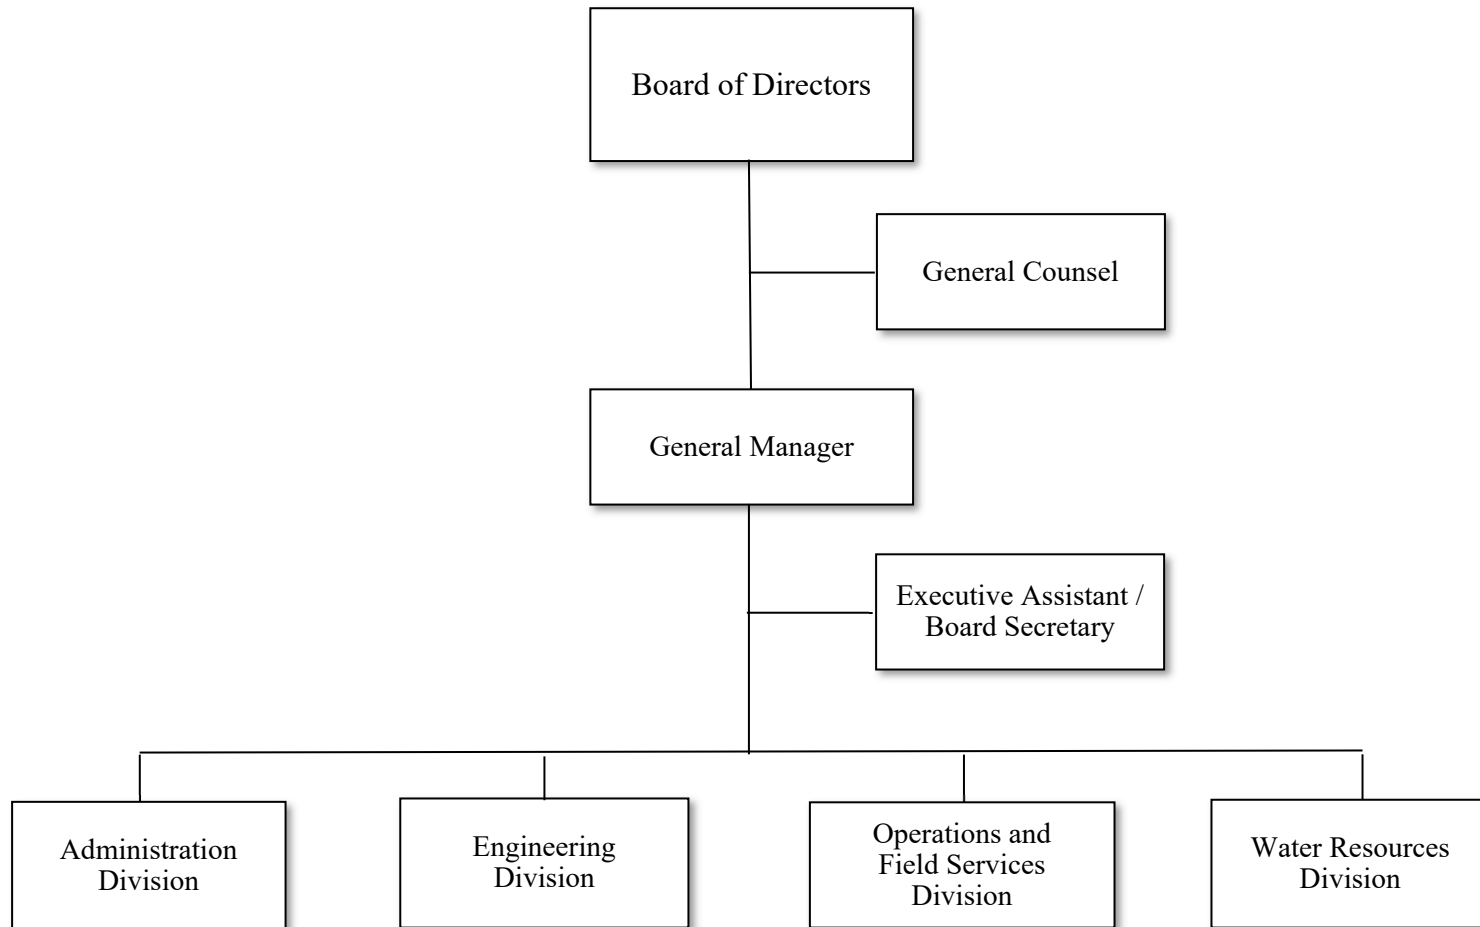 Board of Directors
General Counsel
General Manager
Executive Assistant /
Board Secretary
Administration
Division
Engineering
Division
Operations and
Field Services
Division
Water Resources
Division